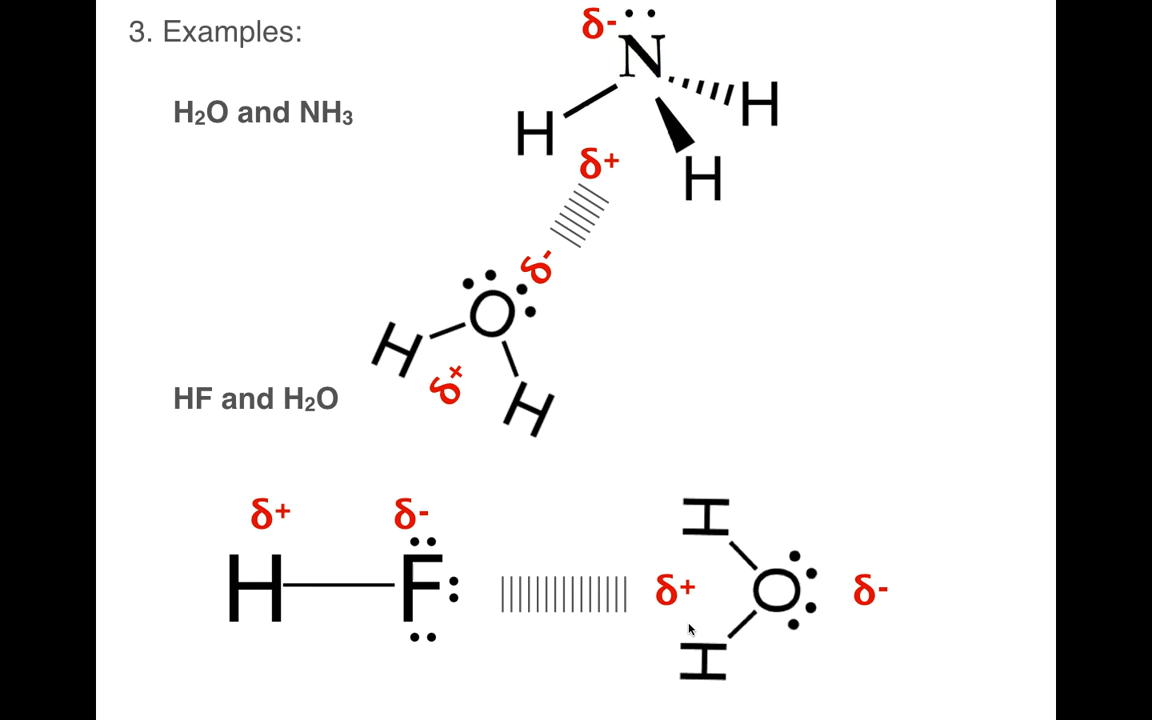 3. Examples:
δ-
N
H₂O and NH₃
H
H
δ+
H
δ-
O
H
δ+
HF and H₂O
H
δ+
δ-
H
H
F
δ+
O
δ-
H